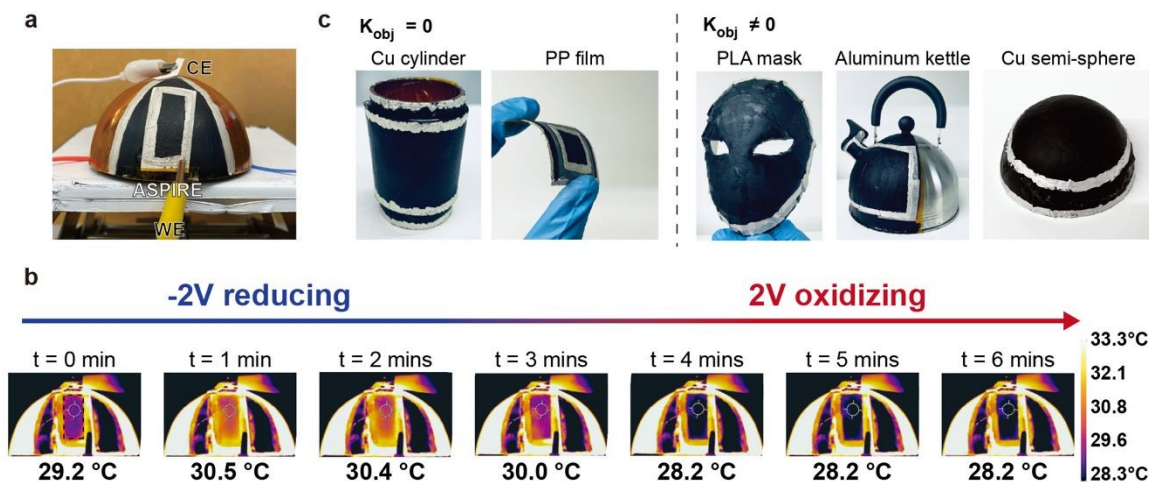 a
CE
ASPIRE
WE
c
K_obj = 0
Cu cylinder
PP film
K_obj ≠ 0
PLA mask
Aluminum kettle
Cu semi-sphere
b
-2V reducing
2V oxidizing
t = 0 min
t = 1 min
t = 2 mins
t = 3 mins
t = 4 mins
t = 5 mins
t = 6 mins
29.2 °C
30.5 °C
30.4 °C
30.0 °C
28.2 °C
28.2 °C
28.2 °C
33.3°C
32.1
30.8
29.6
28.3°C